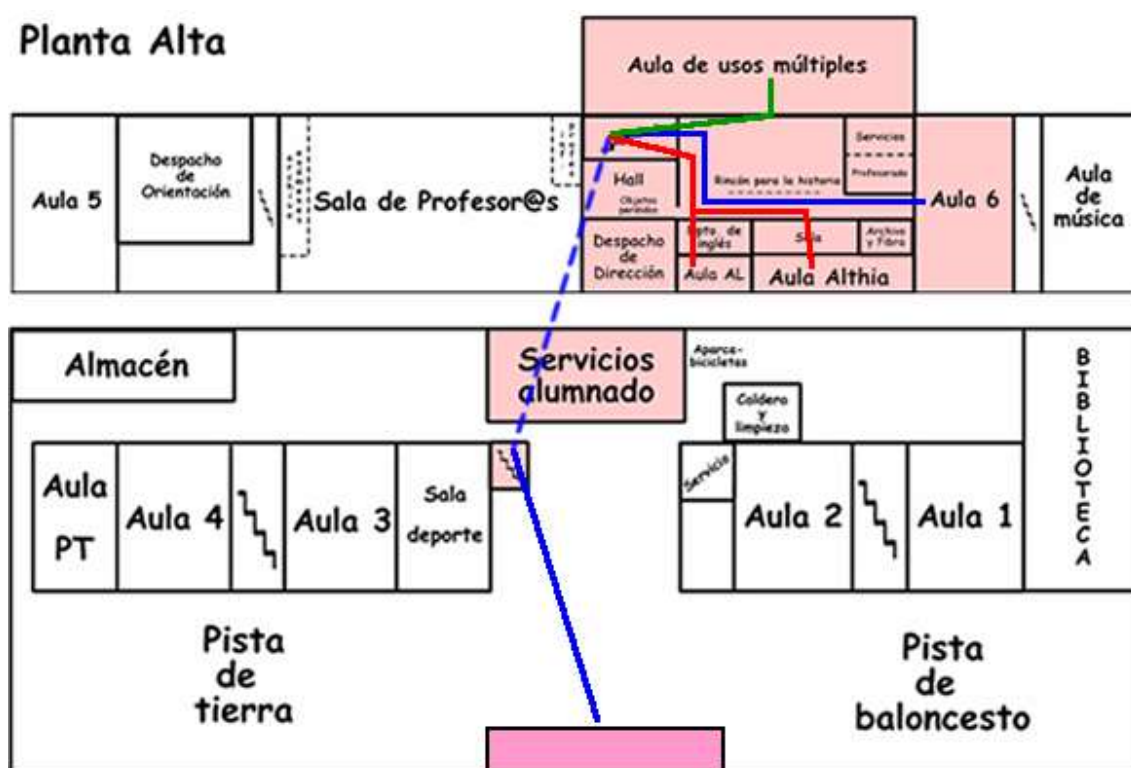 Planta Alta
Aula de usos múltiples
Aula 5
Despacho
de
Orientación
Sala de Profesor@s
Hall
Objetos
perdidos
Rincón para la historia
Servicios
Profesorado
Aula 6
Aula
de
música
Despacho
de
Dirección
Dpto. de
inglés
Sala
Archivo
y
Aula AL
Aula Althia
Almacén
Servicios
alumnado
Aparca-
bicicletas
Caldera
y
limpieza
BIBLIOTECA
Aula
PT
Aula 4
Aula 3
Sala
deporte
Servicio
Aula 2
Aula 1
Pista
de
tierra
Pista
de
baloncesto